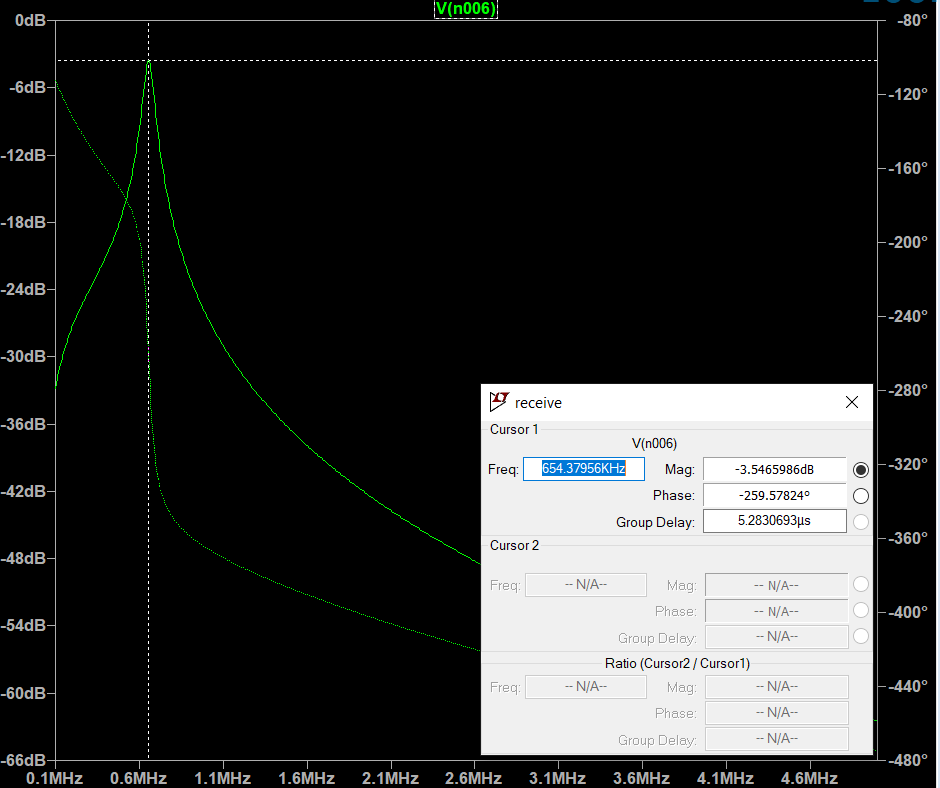 V(n006)
0dB
-6dB
-12dB
-18dB
-24dB
-30dB
-36dB
-42dB
-48dB
-54dB
-60dB
-66dB
-80°
-120°
-160°
-200°
-240°
-280°
-320°
-360°
-400°
-440°
-480°
0.1MHz 0.6MHz 1.1MHz 1.6MHz 2.1MHz 2.6MHz 3.1MHz 3.6MHz 4.1MHz 4.6MHz
receive
Cursor 1
V(n006)
Freq: 654.37956KHz Mag: -3.5465986dB
Phase: -259.57824°
Group Delay: 5.2830693µs
Cursor 2
Freq: -- N/A-- Mag: -- N/A--
Phase: -- N/A--
Group Delay: -- N/A--
Ratio (Cursor2 / Cursor1)
Freq: -- N/A-- Mag: -- N/A--
Phase: -- N/A--
Group Delay: -- N/A--